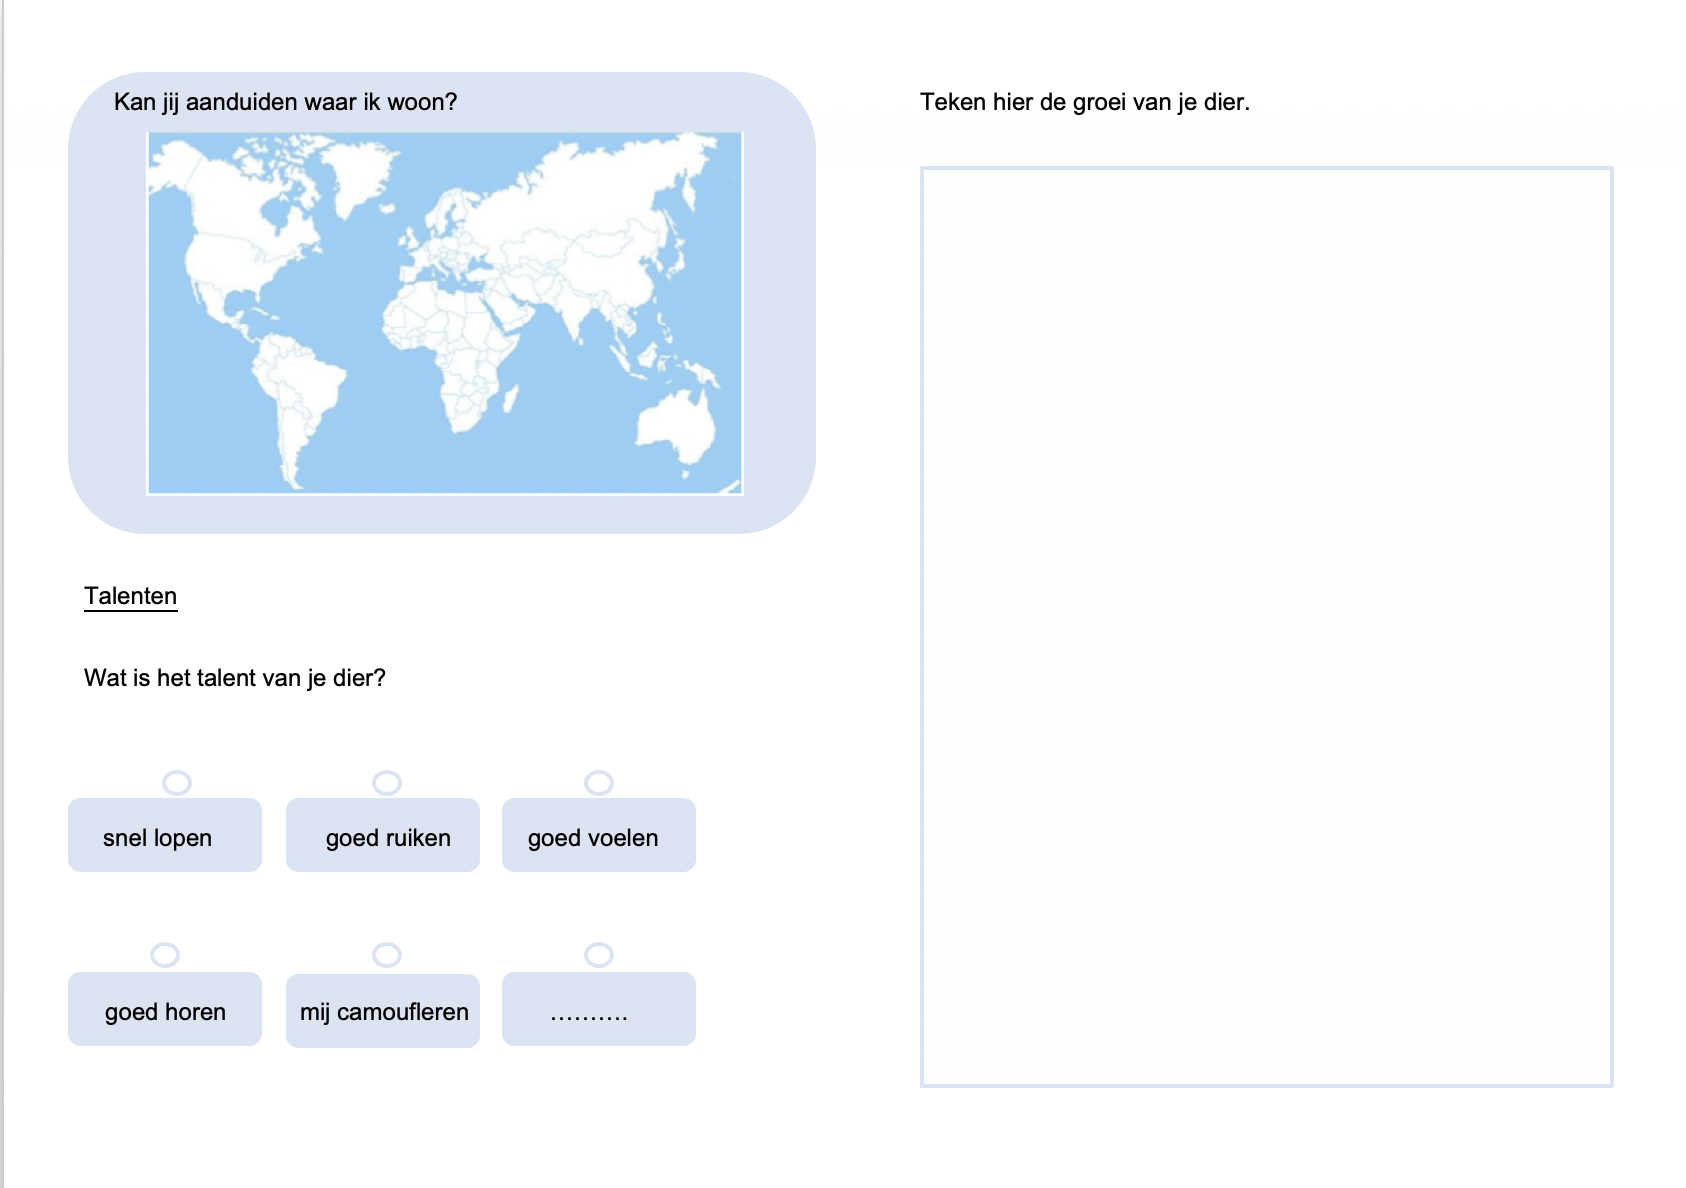 Kan jij aanduiden waar ik woon?
Talenten
Wat is het talent van je dier?
snel lopen
goed ruiken
goed voelen
goed horen
mij camoufleren
..........
Teken hier de groei van je dier.